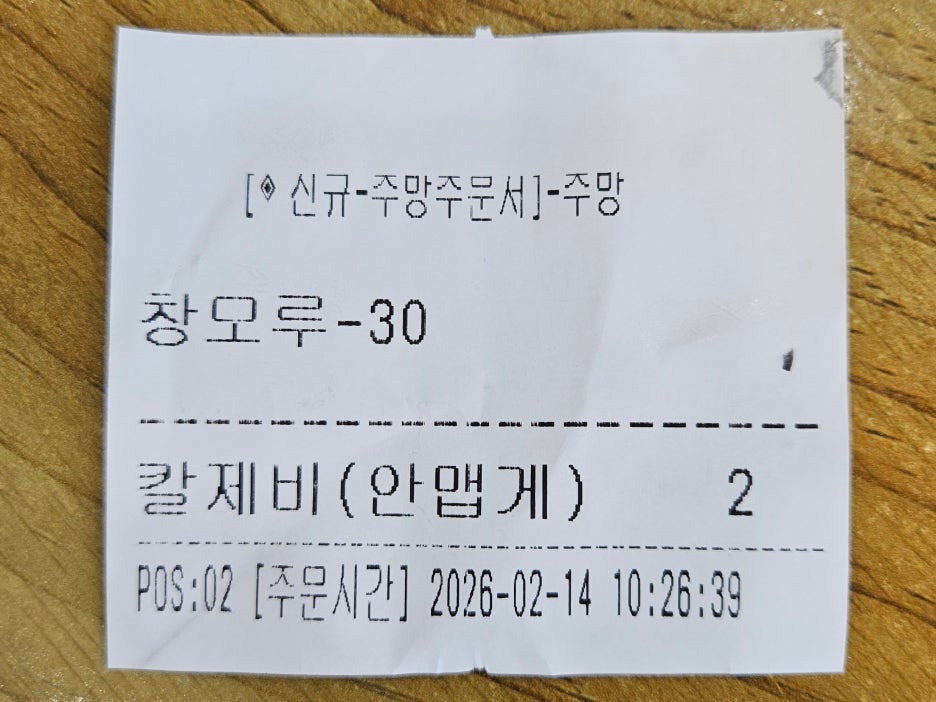 [◈ 신규-주망주문서]-주망
창모루-30
칼제비(안맵게) 2
POS:02 [주문시간] 2026-02-14 10:26:39